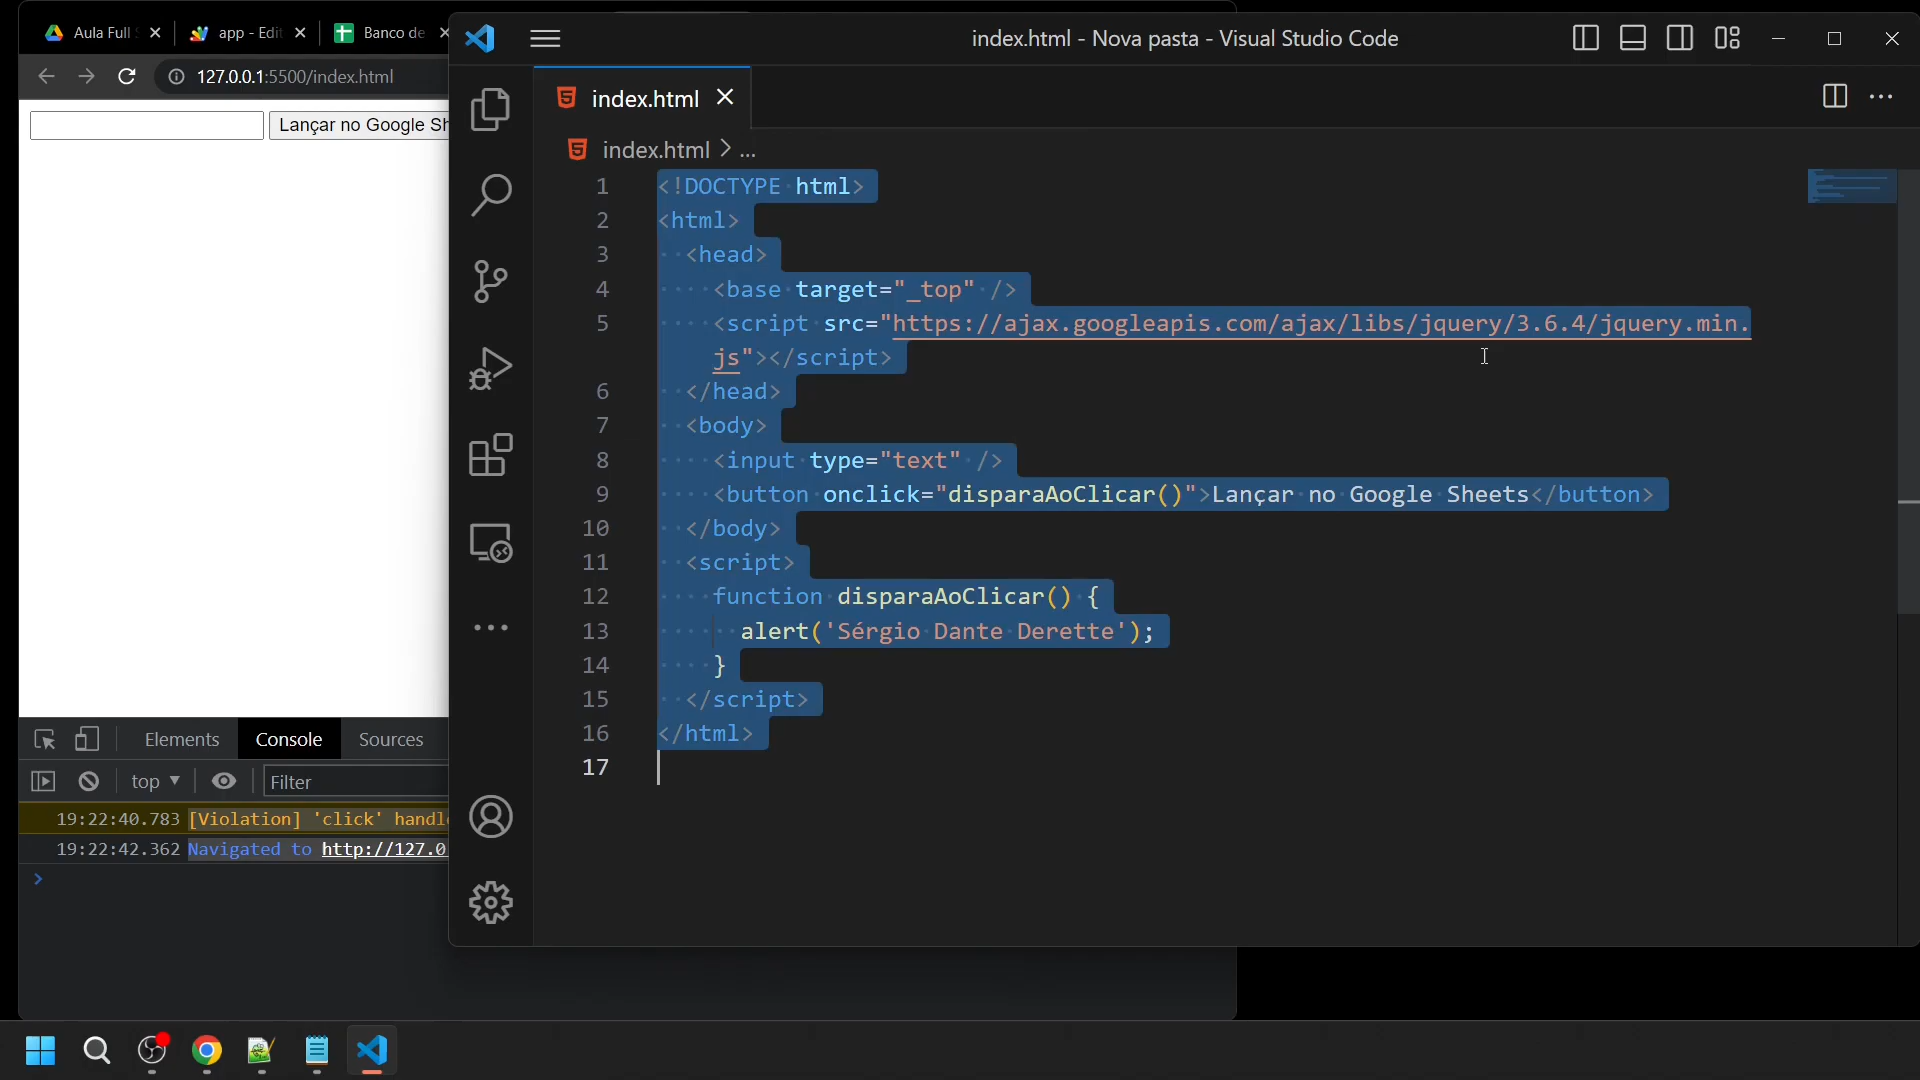 Aula Full
app - Edit
Banco de
127.0.0.1:5500/index.html
Lançar no Google Sh
index.html - Nova pasta - Visual Studio Code
index.html
index.html > ...
1 <!DOCTYPE html>
2 <html>
3 <head>
4 <base target="_top" />
5 <script src="https://ajax.googleapis.com/ajax/libs/jquery/3.6.4/jquery.min.
js"></script>
6 </head>
7 <body>
8 <input type="text" />
9 <button onclick="disparaAoClicar()">Lançar no Google Sheets</button>
10 </body>
11 <script>
12 function disparaAoClicar() {
13 alert('Sérgio Dante Derette');
14 }
15 </script>
16 </html>
17
Elements Console Sources
top Filter
19:22:40.783 [Violation] 'click' handle
19:22:42.362 Navigated to http://127.0